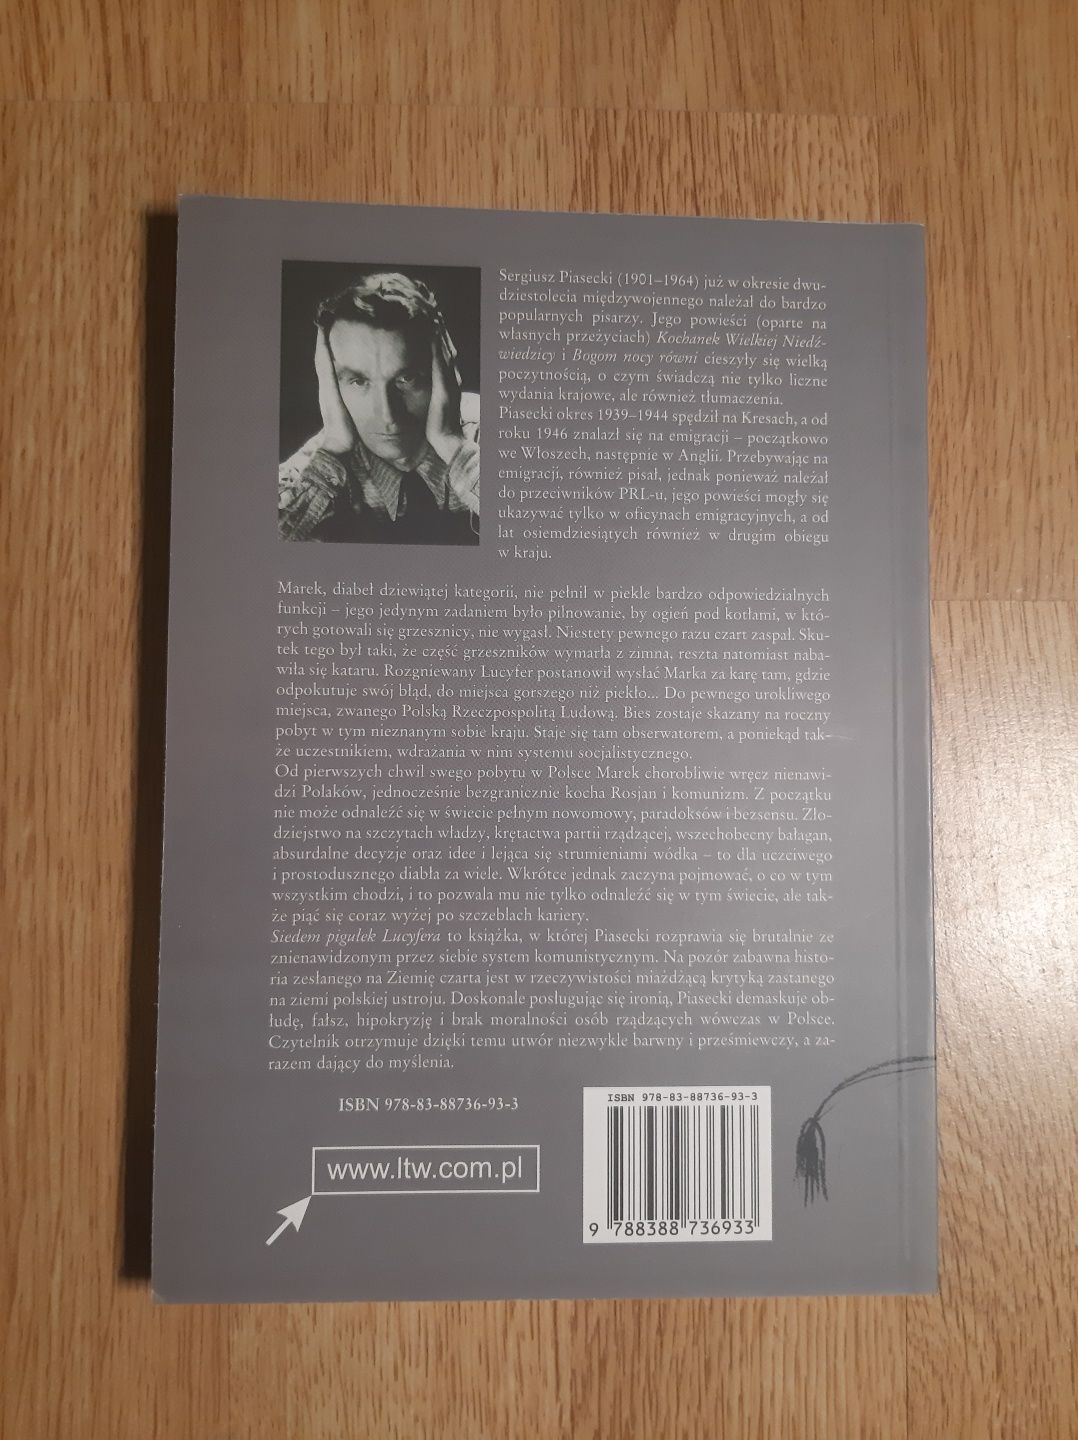 Sergiusz Piasecki (1901–1964) już w okresie dwu-
dziestolecia międzywojennego należał do bardzo
popularnych pisarzy. Jego powieści (oparte na
własnych przeżyciach) Kochanek Wielkiej Niedź-
wiedzicy i Bogom nocy równi cieszyły się wielką
poczytnością, o czym świadczą nie tylko liczne
wydania krajowe, ale również tłumaczenia.
Piasecki okres 1939–1944 spędził na Kresach, a od
roku 1946 znalazł się na emigracji – początkowo
we Włoszech, następnie w Anglii. Przebywając na
emigracji, również pisał, jednak ponieważ należał
do przeciwników PRL-u, jego powieści mogły się
ukazywać tylko w oficynach emigracyjnych, a od
lat osiemdziesiątych również w drugim obiegu
w kraju.
Marek, diabeł dziewiątej kategorii, nie pełnił w piekle bardzo odpowiedzialnych
funkcji – jego jedynym zadaniem było pilnowanie, by ogień pod kotłami, w któ-
rych gotowali się grzesznicy, nie wygasł. Niestety pewnego razu czart zaspał. Sku-
tek tego był taki, że część grzeszników wymarła z zimna, reszta natomiast naba-
wiła się kataru. Rozgniewany Lucyfer postanowił wysłać Marka za karę tam, gdzie
odpokutuje swój błąd, do miejsca gorszego niż piekło... Do pewnego urokliwego
miejsca, zwanego Polską Rzeczpospolitą Ludową. Bies zostaje skazany na roczny
pobyt w tym nieznanym sobie kraju. Staje się tam obserwatorem, a poniekąd tak-
że uczestnikiem, wdrażania w nim systemu socjalistycznego.
Od pierwszych chwil swego pobytu w Polsce Marek chorobliwie wręcz nienawi-
dzi Polaków, jednocześnie bezgranicznie kocha Rosjan i komunizm. Z początku
nie może odnaleźć się w świecie pełnym nowomowy, paradoksów i bezsensu. Zło-
dziejstwo na szczytach władzy, krętactwa partii rządzącej, wszechobecny bałagan,
absurdalne decyzje oraz idee i lejąca się strumieniami wódka – to dla uczciwego
i prostodusznego diabła za wiele. Wkrótce jednak zaczyna pojmować, o co w tym
wszystkim chodzi, i to pozwala mu nie tylko odnaleźć się w tym świecie, ale tak-
że piąć się coraz wyżej po szczeblach kariery.
Siedem pigułek Lucyfera to książka, w której Piasecki rozprawia się brutalnie ze
znienawidzonym przez siebie system komunistycznym. Na pozór zabawna histo-
ria zesłanego na Ziemię czarta jest w rzeczywistości miażdżącą krytyką zastanego
na ziemi polskiej ustroju. Doskonale posługując się ironią, Piasecki demaskuje ob-
łudę, fałsz, hipokryzję i brak moralności osób rządzących wówczas w Polsce.
Czytelnik otrzymuje dzięki temu utwór niezwykle barwny i prześmiewczy, a za-
razem dający do myślenia.
ISBN 978-83-88736-93-3
www.ltw.com.pl
ISBN 978-83-88736-93-3
9 788388 736933